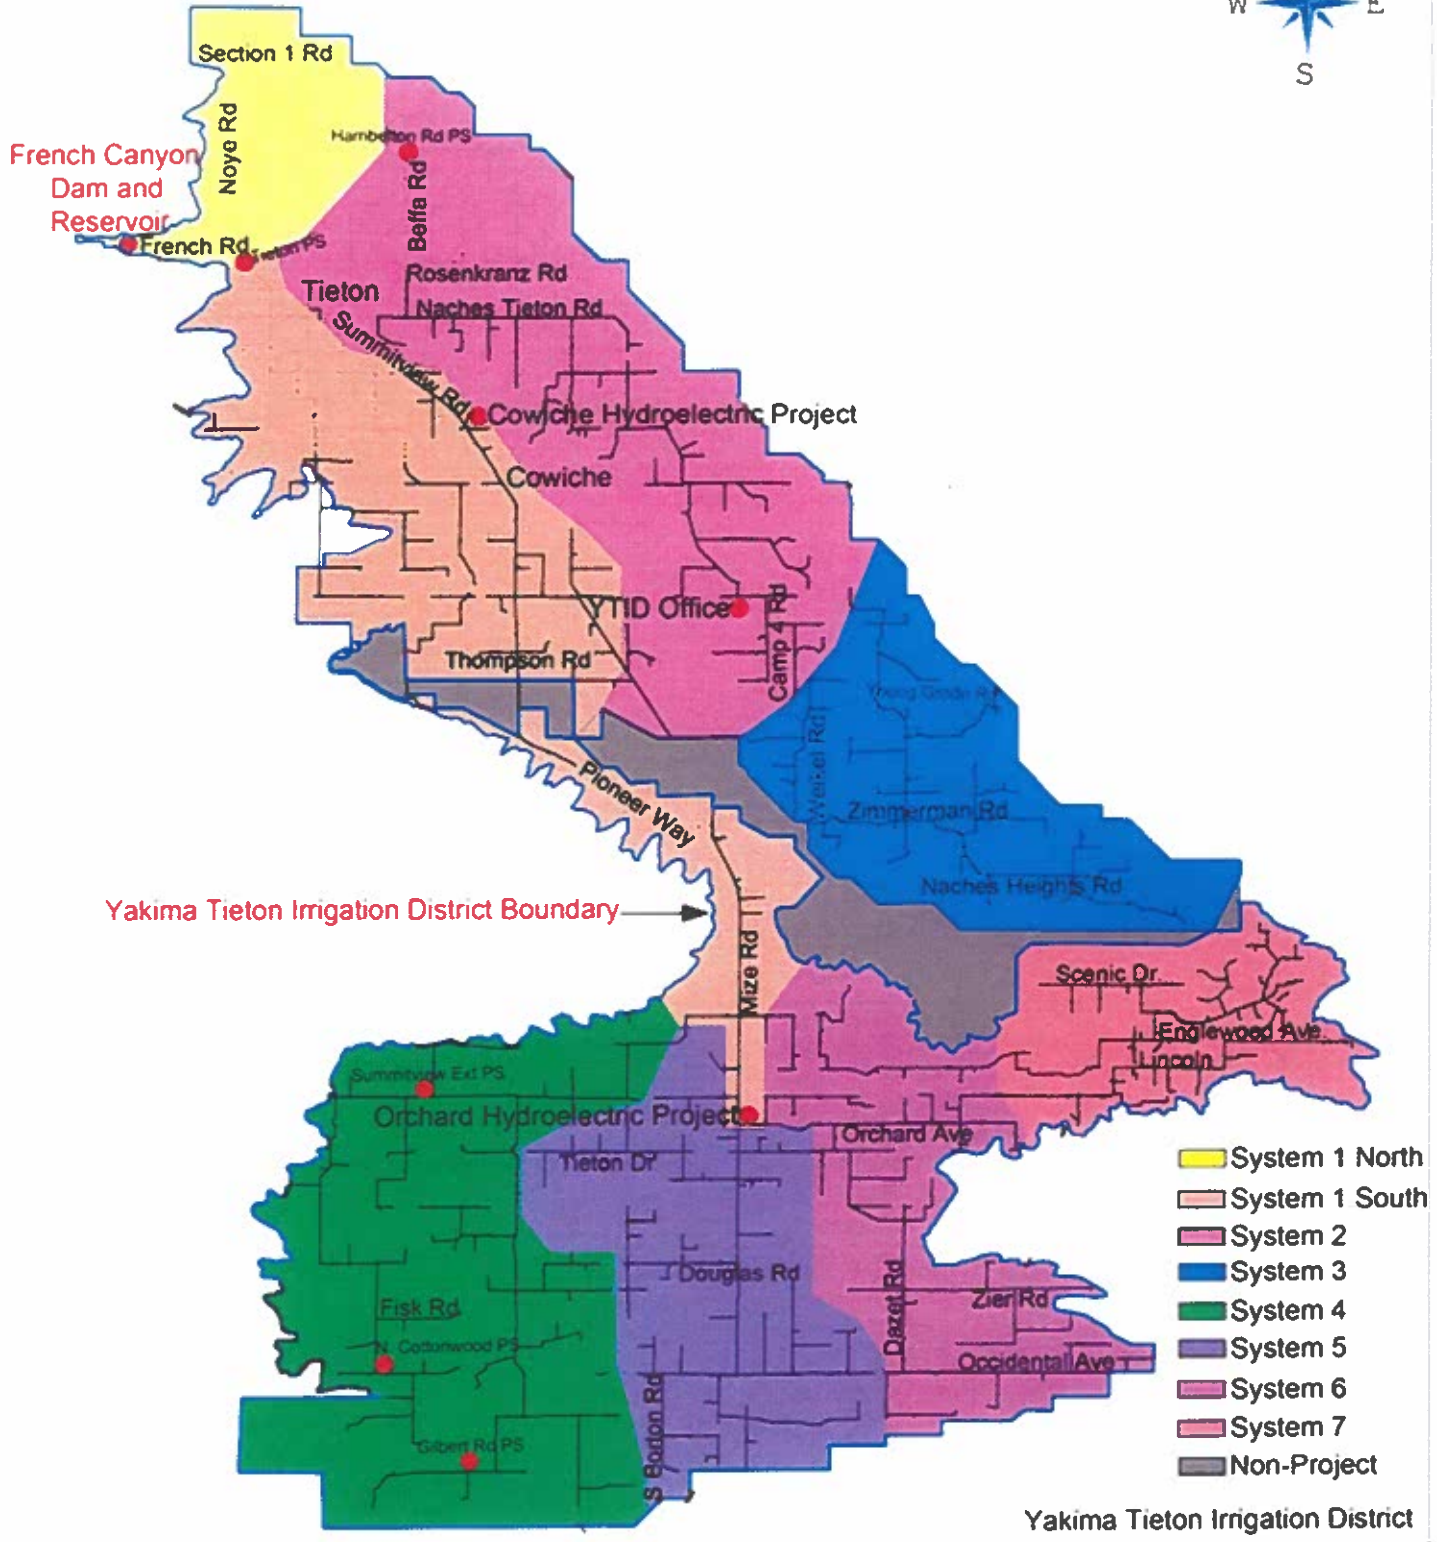 W
E
S
Section 1 Rd
Noye Rd
Hambelton Rd PS
French Canyon
Dam and
Reservoir
Beffa Rd
French Rd
Tieton PS
Rosenkranz Rd
Tieton
Naches Tieton Rd
Summitview Rd
Cowiche Hydroelectric Project
Cowiche
YTID Office
Camp 4 Rd
Thompson Rd
Young Grade Rd
Weikel Rd
Pioneer Way
Zimmerman Rd
Naches Heights Rd
Yakima Tieton Irrigation District Boundary
Mize Rd
Scenic Dr
Englewood Ave
Lincoln
Summitview Ext PS
Orchard Hydroelectric Project
Orchard Ave
Tieton Dr
Douglas Rd
Dazet Rd
Zier Rd
Fisk Rd
N. Cottonwood PS
Occidental Ave
S Borton Rd
Gilbert Rd PS
System 1 North
System 1 South
System 2
System 3
System 4
System 5
System 6
System 7
Non-Project
Yakima Tieton Irrigation District